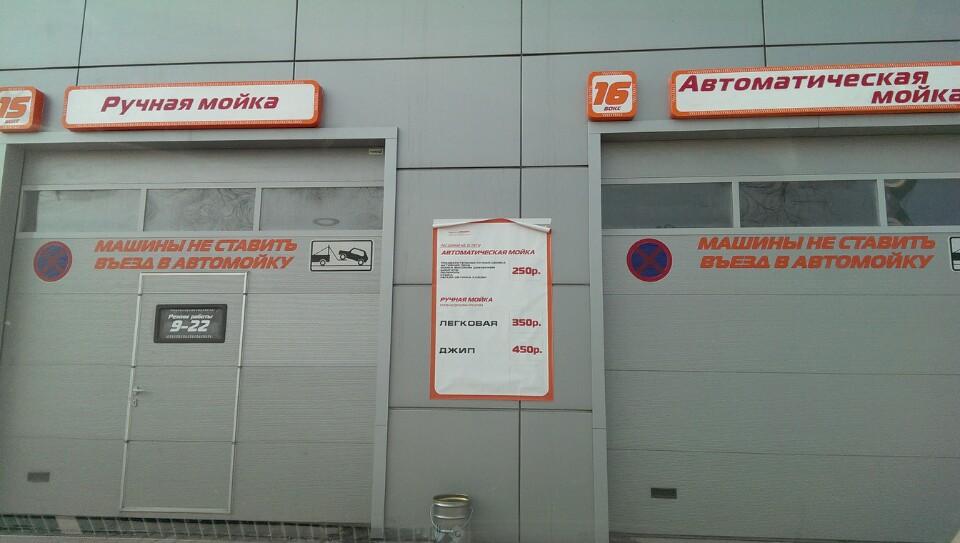 15
БОКС
Ручная мойка
16
БОКС
Автоматическая
мойка
МАШИНЫ НЕ СТАВИТЬ
ВЪЕЗД В АВТОМОЙКУ
Режим работы
9-22
АВТОМАТИЧЕСКАЯ МОЙКА
250р.
РУЧНАЯ МОЙКА
ЛЕГКОВАЯ 350р.
ДЖИП 450р.
МАШИНЫ НЕ СТАВИТЬ
ВЪЕЗД В АВТОМОЙКУ